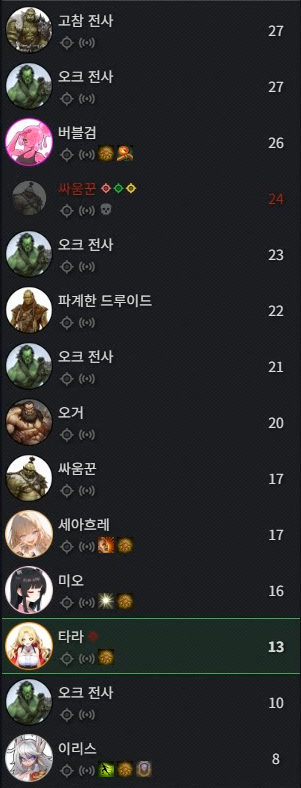 고참 전사 27
오크 전사 27
버블검 26
싸움꾼 24
오크 전사 23
파계한 드루이드 22
오크 전사 21
오거 20
싸움꾼 17
세아흐레 17
미오 16
타라 13
오크 전사 10
이리스 8